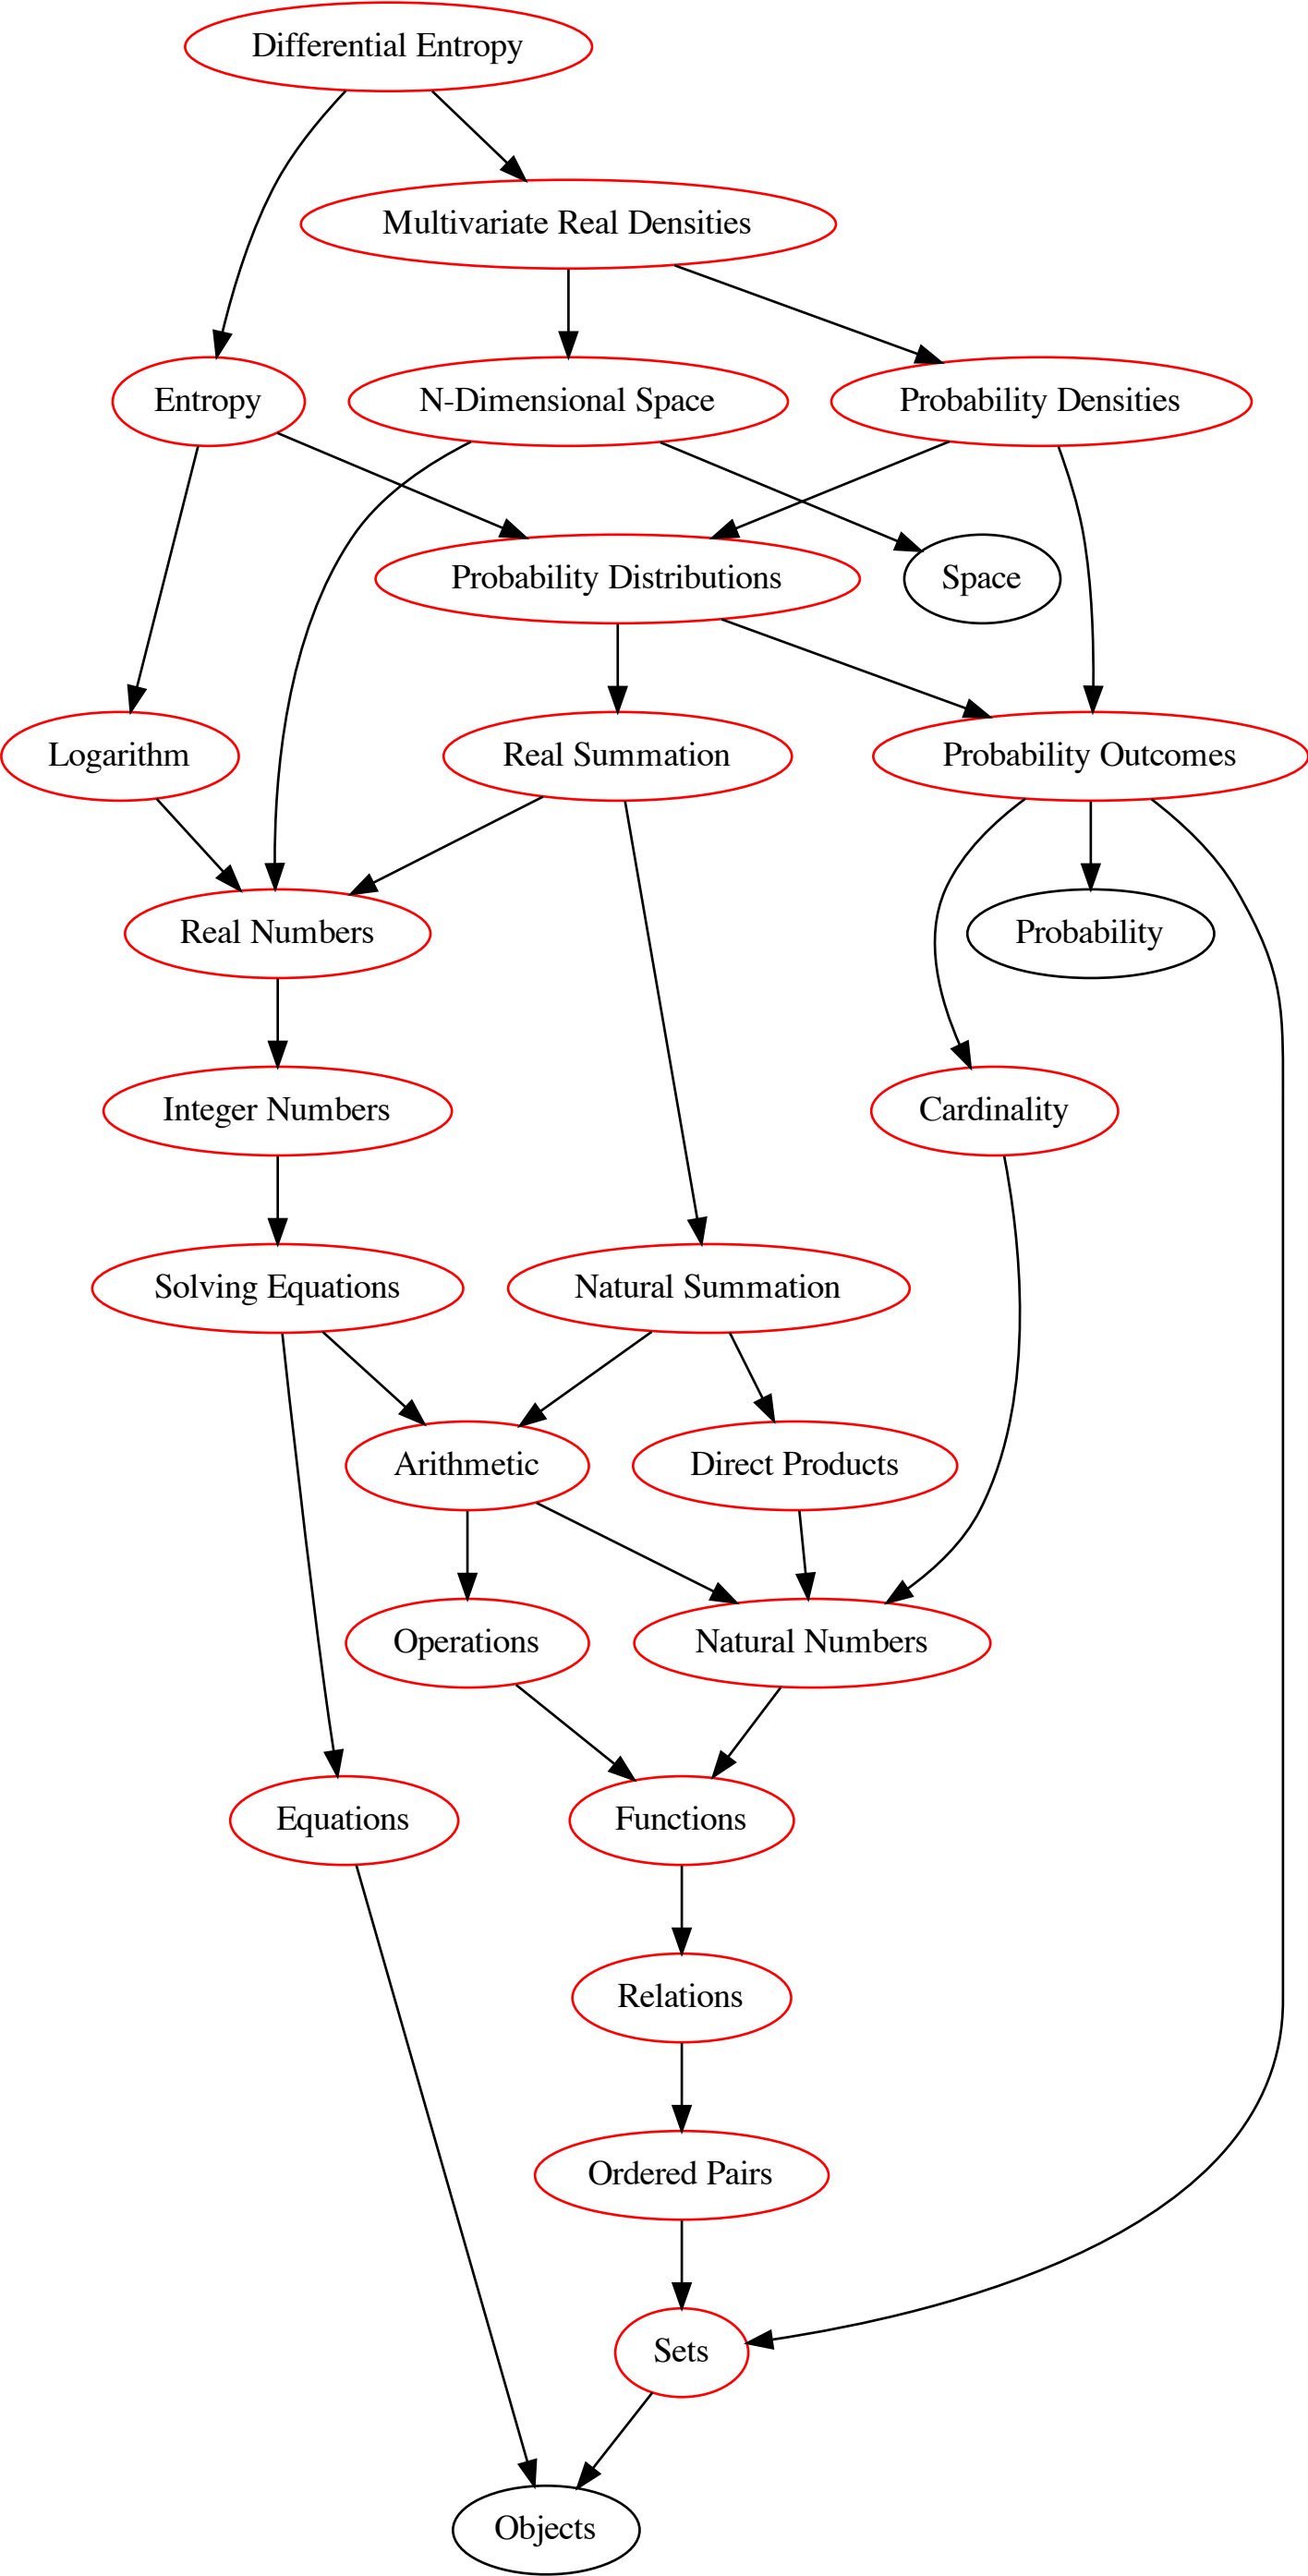 Differential Entropy
Multivariate Real Densities
Entropy
N-Dimensional Space
Probability Densities
Probability Distributions
Space
Logarithm
Real Summation
Probability Outcomes
Real Numbers
Probability
Integer Numbers
Cardinality
Solving Equations
Natural Summation
Arithmetic
Direct Products
Operations
Natural Numbers
Equations
Functions
Relations
Ordered Pairs
Sets
Objects